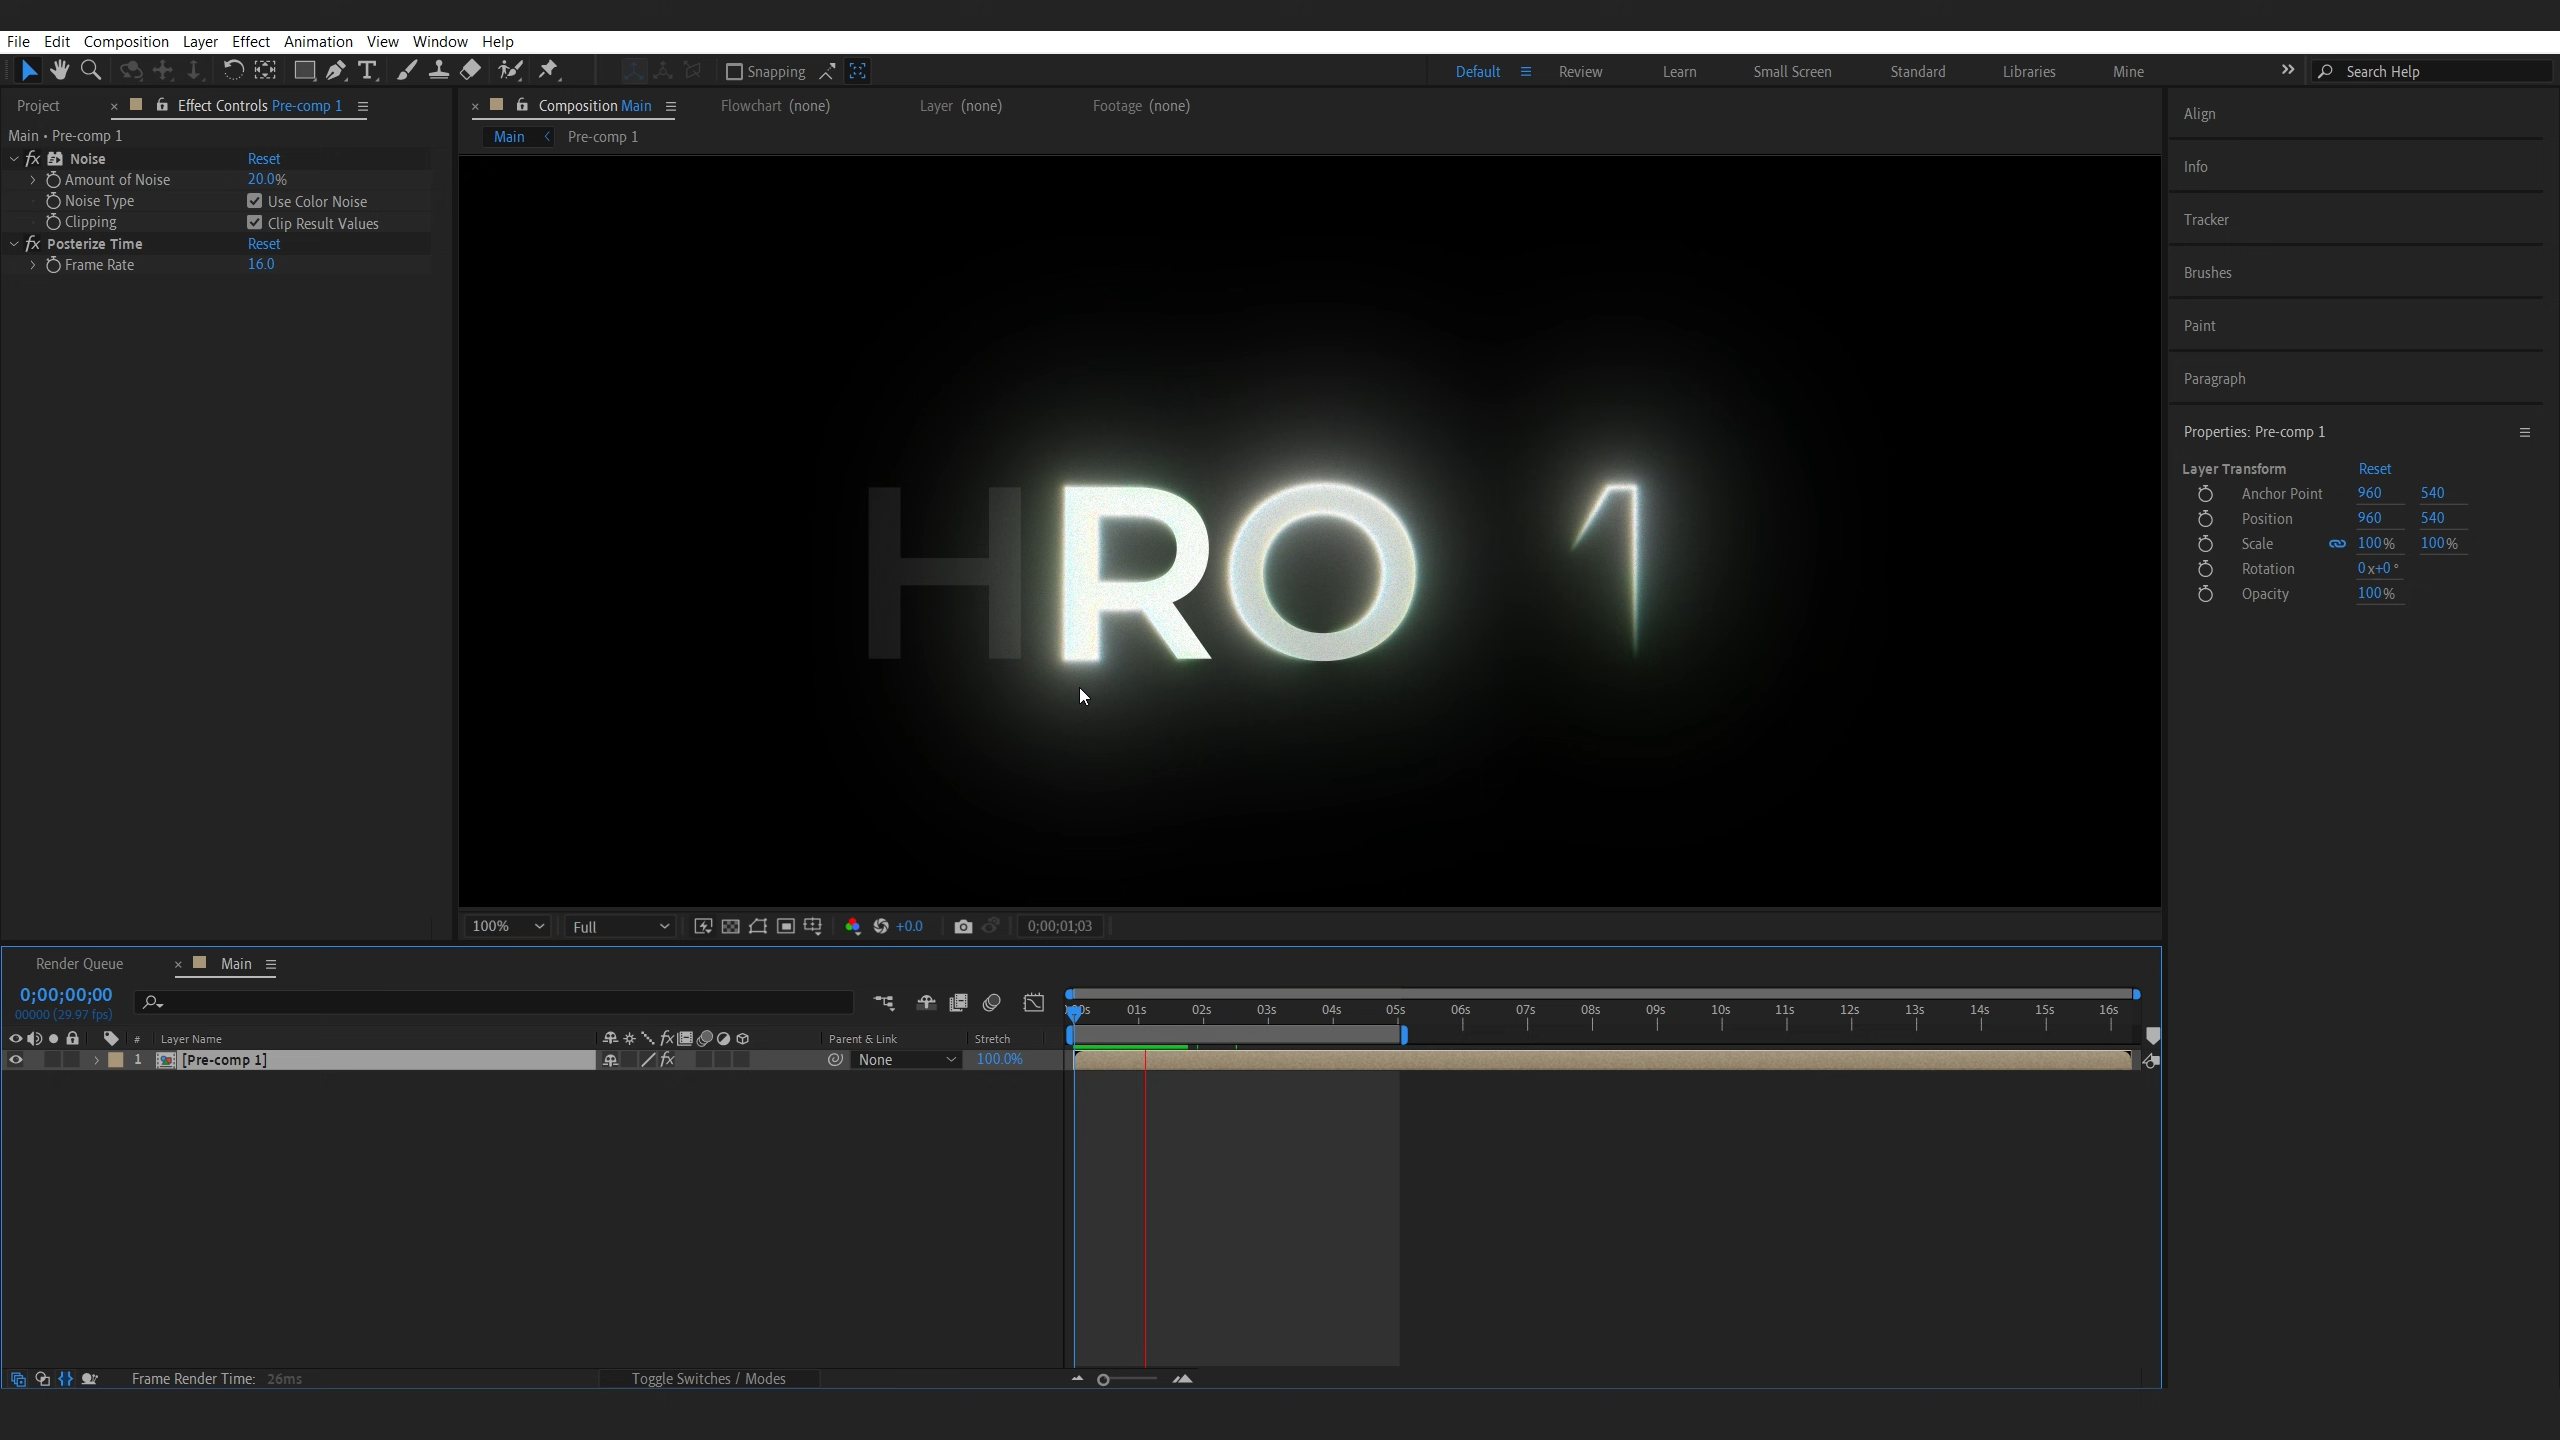 File Edit Composition Layer Effect Animation View Window Help
Snapping
Default Review Learn Small Screen Standard Libraries Mine Search Help
Project Effect Controls Pre-comp 1
Composition Main Flowchart (none) Layer (none) Footage (none)
Main • Pre-comp 1
Main Pre-comp 1
fx Noise Reset
Amount of Noise 20.0%
Noise Type Use Color Noise
Clipping Clip Result Values
fx Posterize Time Reset
Frame Rate 16.0
HRO 1
Align
Info
Tracker
Brushes
Paint
Paragraph
Properties: Pre-comp 1
Layer Transform Reset
Anchor Point 960 540
Position 960 540
Scale 100% 100%
Rotation 0x+0°
Opacity 100%
100% Full +0.0 0;00;01;03
Render Queue Main
0;00;00;00
00000 (29.97 fps)
01s 02s 03s 04s 05s 06s 07s 08s 09s 10s 11s 12s 13s 14s 15s 16s
# Layer Name fx Parent & Link Stretch
1 [Pre-comp 1] fx None 100.0%
Frame Render Time: 26ms Toggle Switches / Modes